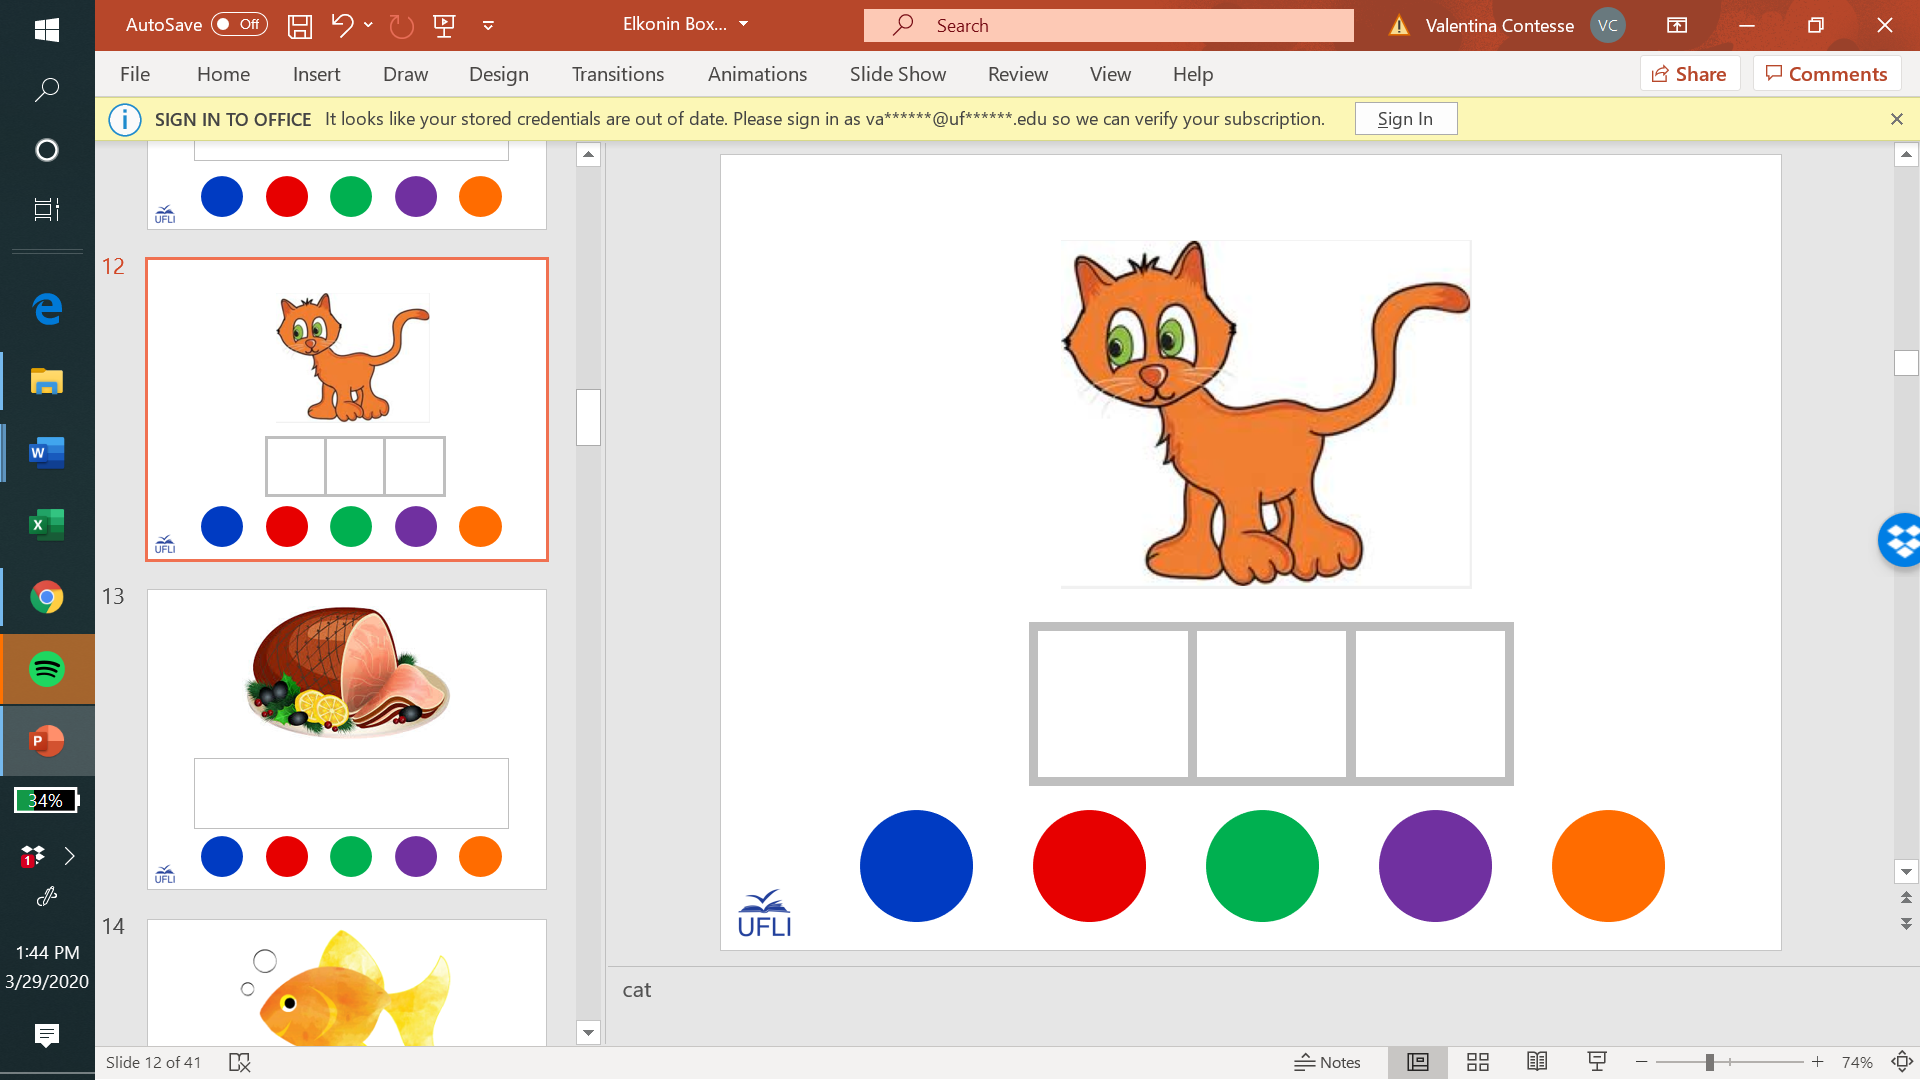 AutoSave Off Elkonin Box... Search Valentina Contesse VC
File Home Insert Draw Design Transitions Animations Slide Show Review View Help Share Comments
SIGN IN TO OFFICE It looks like your stored credentials are out of date. Please sign in as va******@uf******.edu so we can verify your subscription. Sign In
UFLI
12
UFLI
13
UFLI
14
UFLI
cat
W
X
P
34%
1
1:44 PM
3/29/2020
Slide 12 of 41 Notes 74%